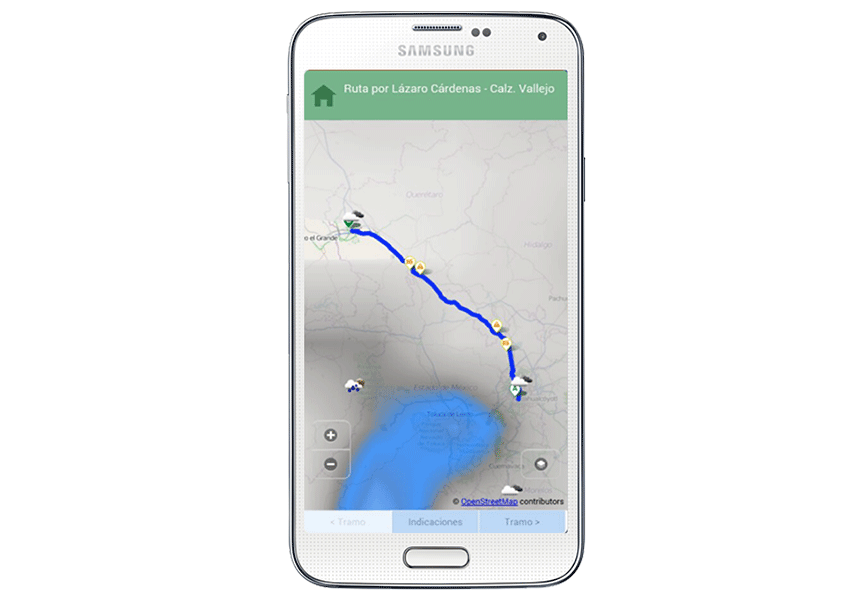 SAMSUNG
Ruta por Lázaro Cárdenas - Calz. Vallejo
Querétaro
o el Grande
Hidalgo
Pachu
Estado de México
Toluca de Lerdo
Cuernavaca
Morelos
© OpenStreetMap contributors
< Tramo
Indicaciones
Tramo >